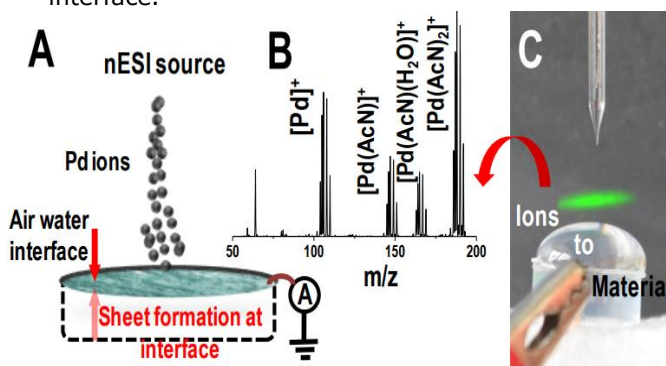 interface.
A
nESI source
Pd ions
Air water
interface
Sheet formation at
interface
A
B
[Pd]⁺
[Pd(AcN)]⁺
[Pd(AcN)(H₂O)]⁺
[Pd(AcN)₂]⁺
50 100 150 200
m/z
C
Ions
to
Materia